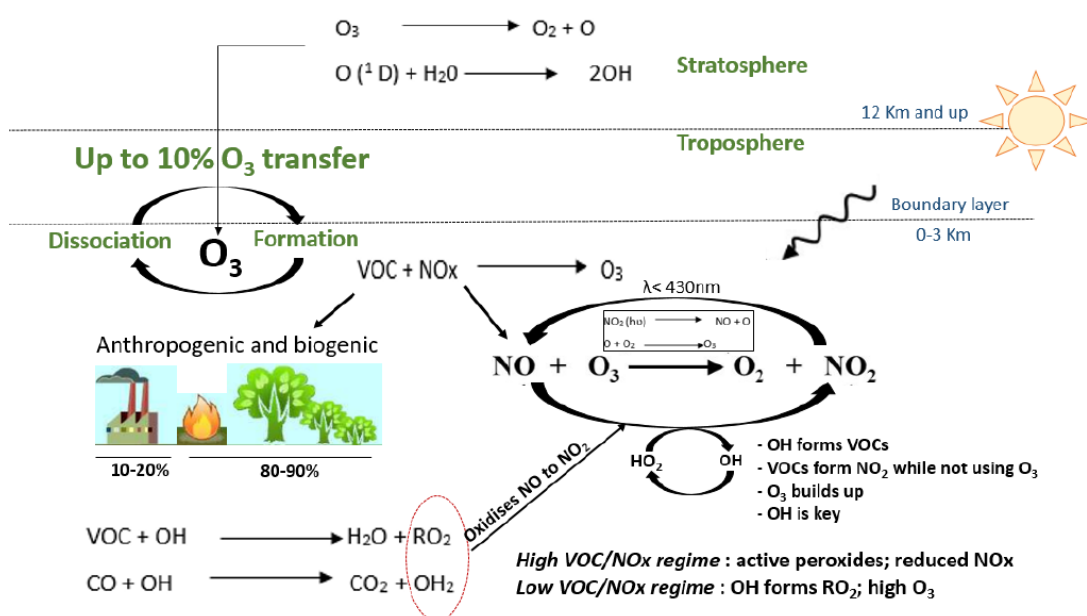 O₃ ⟶ O₂ + O
O (¹ D) + H₂0 ⟶ 2OH
Stratosphere
12 Km and up
Troposphere
Up to 10% O₃ transfer
Boundary layer
0-3 Km
Dissociation
O₃
Formation
VOC + NOx ⟶ O₃
λ< 430nm
NO₂ (hυ) ⟶ NO + O
O + O₂ ⟶ O₃
NO + O₃ ⟶ O₂ + NO₂
Anthropogenic and biogenic
10-20%
80-90%
HO₂
OH
- OH forms VOCs
- VOCs form NO₂ while not using O₃
- O₃ builds up
- OH is key
Oxidises NO to NO₂
VOC + OH ⟶ H₂O + RO₂
CO + OH ⟶ CO₂ + OH₂
High VOC/NOx regime : active peroxides; reduced NOx
Low VOC/NOx regime : OH forms RO₂; high O₃